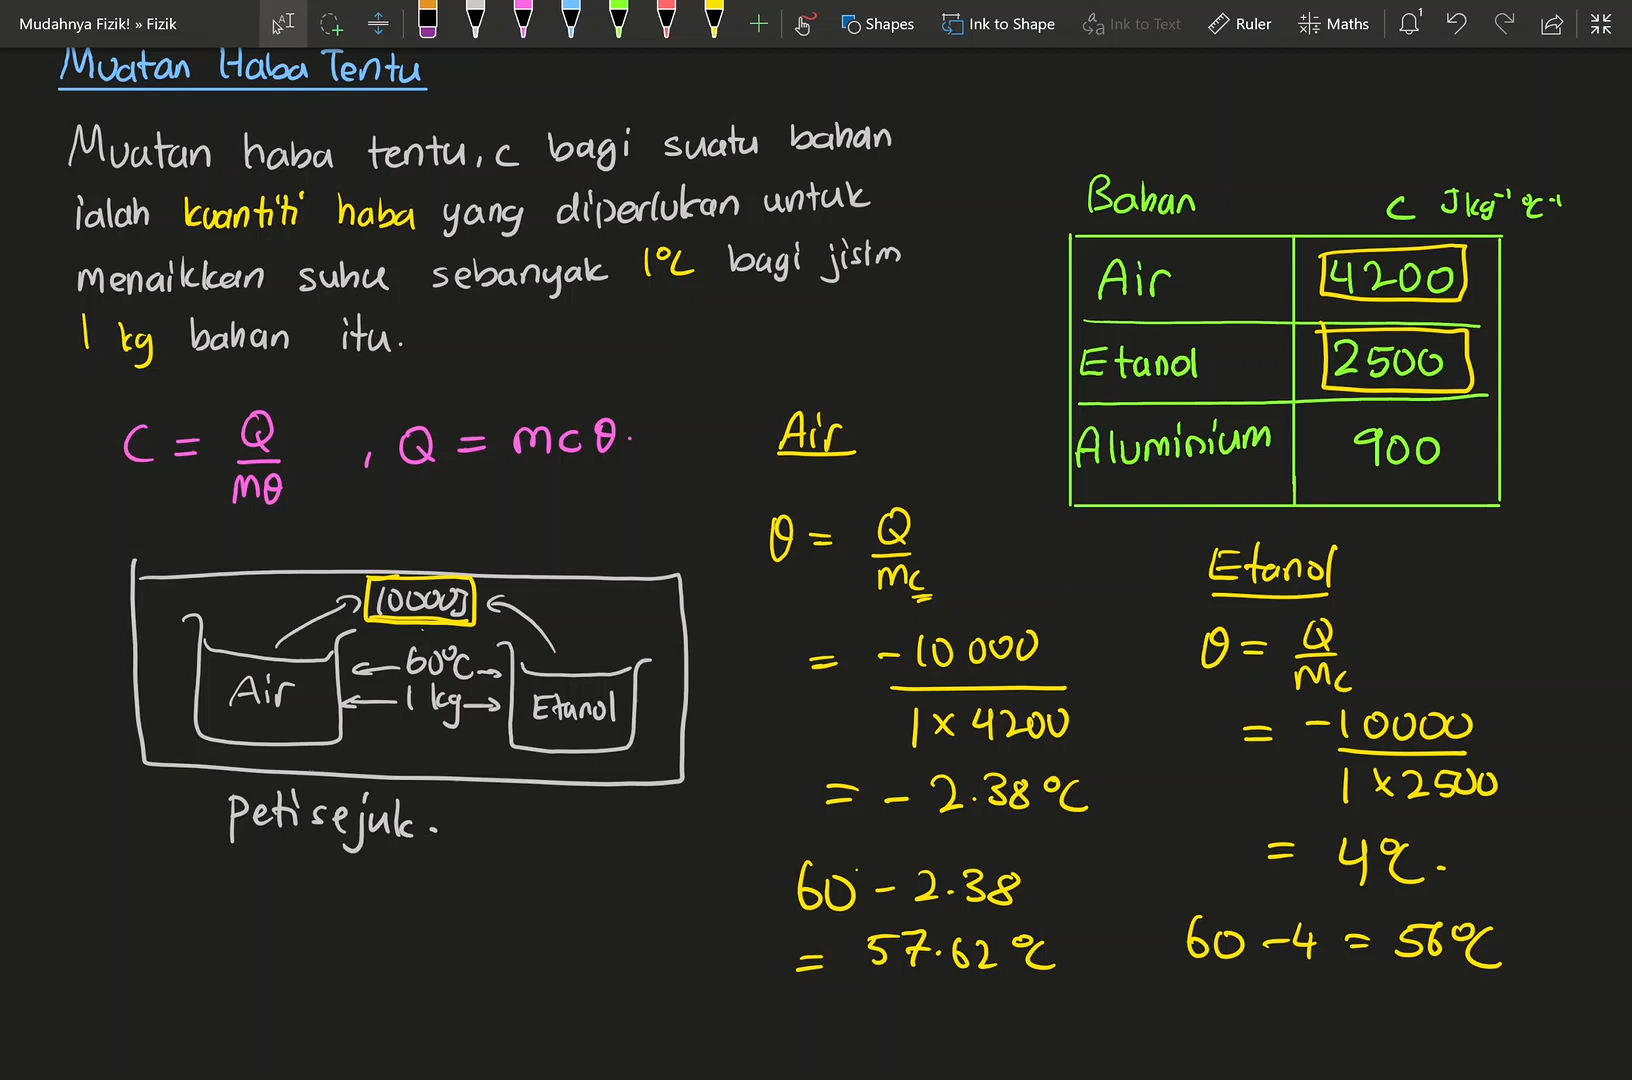 Mudahnya Fizik! » Fizik
Shapes
Ink to Shape
Ink to Text
Ruler
Maths
1
Muatan Haba Tentu
Muatan haba tentu, c bagi suatu bahan
ialah kuantiti haba yang diperlukan untuk
menaikkan suhu sebanyak 1°C bagi jisim
1 kg bahan itu.
C = Q/mθ , Q = mcθ.
10000J
60°C
1 kg
Air
Etanol
Peti sejuk.
Bahan C J kg⁻¹ °C⁻¹
Air 4200
Etanol 2500
Aluminium 900
Air
θ = Q/mc
= -10 000/1 × 4200
= - 2.38°C
60 - 2.38
= 57.62°C
Etanol
θ = Q/mc
= -10000/1 × 2500
= 4°C.
60 - 4 = 56°C